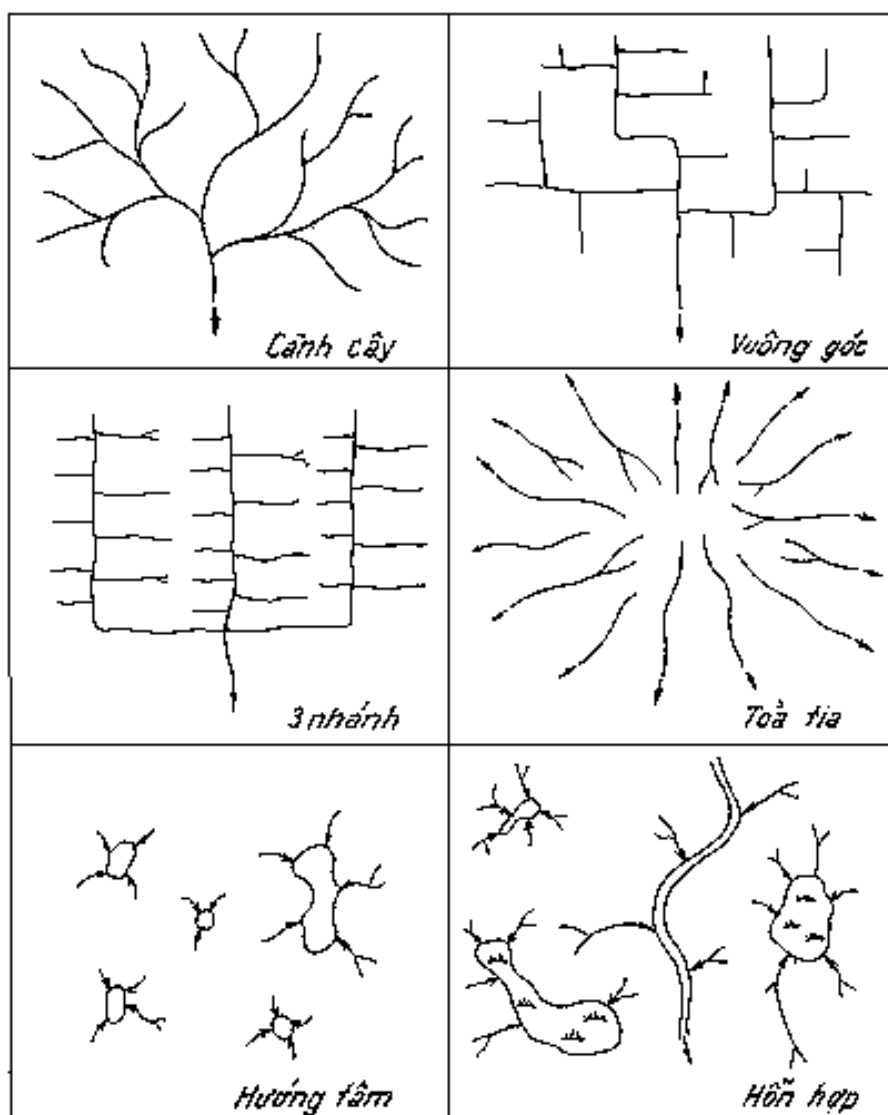 Cành cây
Vuông góc
3 nhánh
Toả tia
Hướng tâm
Hỗn hợp